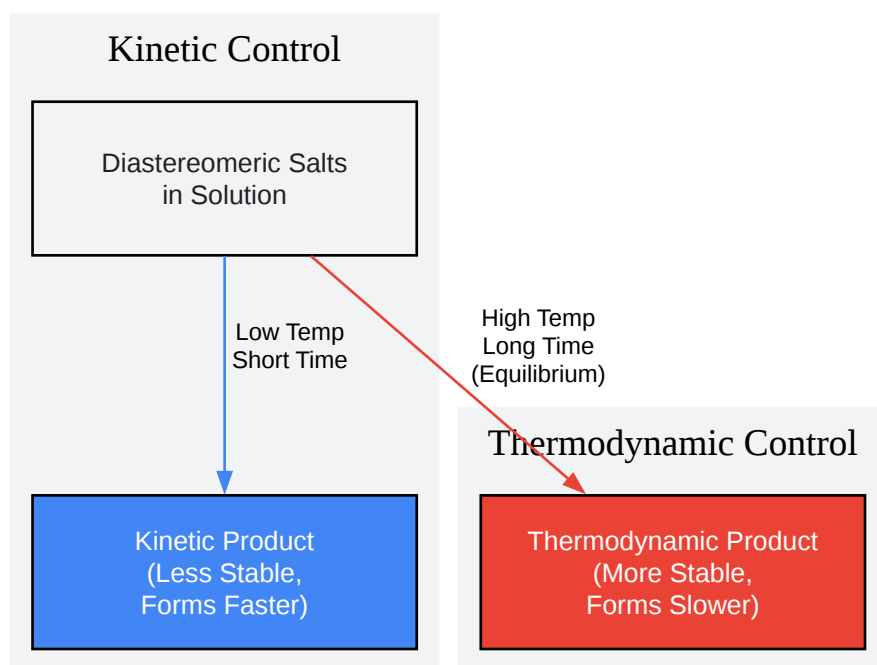 Kinetic Control
Diastereomeric Salts
in Solution
Low Temp
Short Time
High Temp
Long Time
(Equilibrium)
Thermodynamic Control
Kinetic Product
(Less Stable,
Forms Faster)
Thermodynamic Product
(More Stable,
Forms Slower)